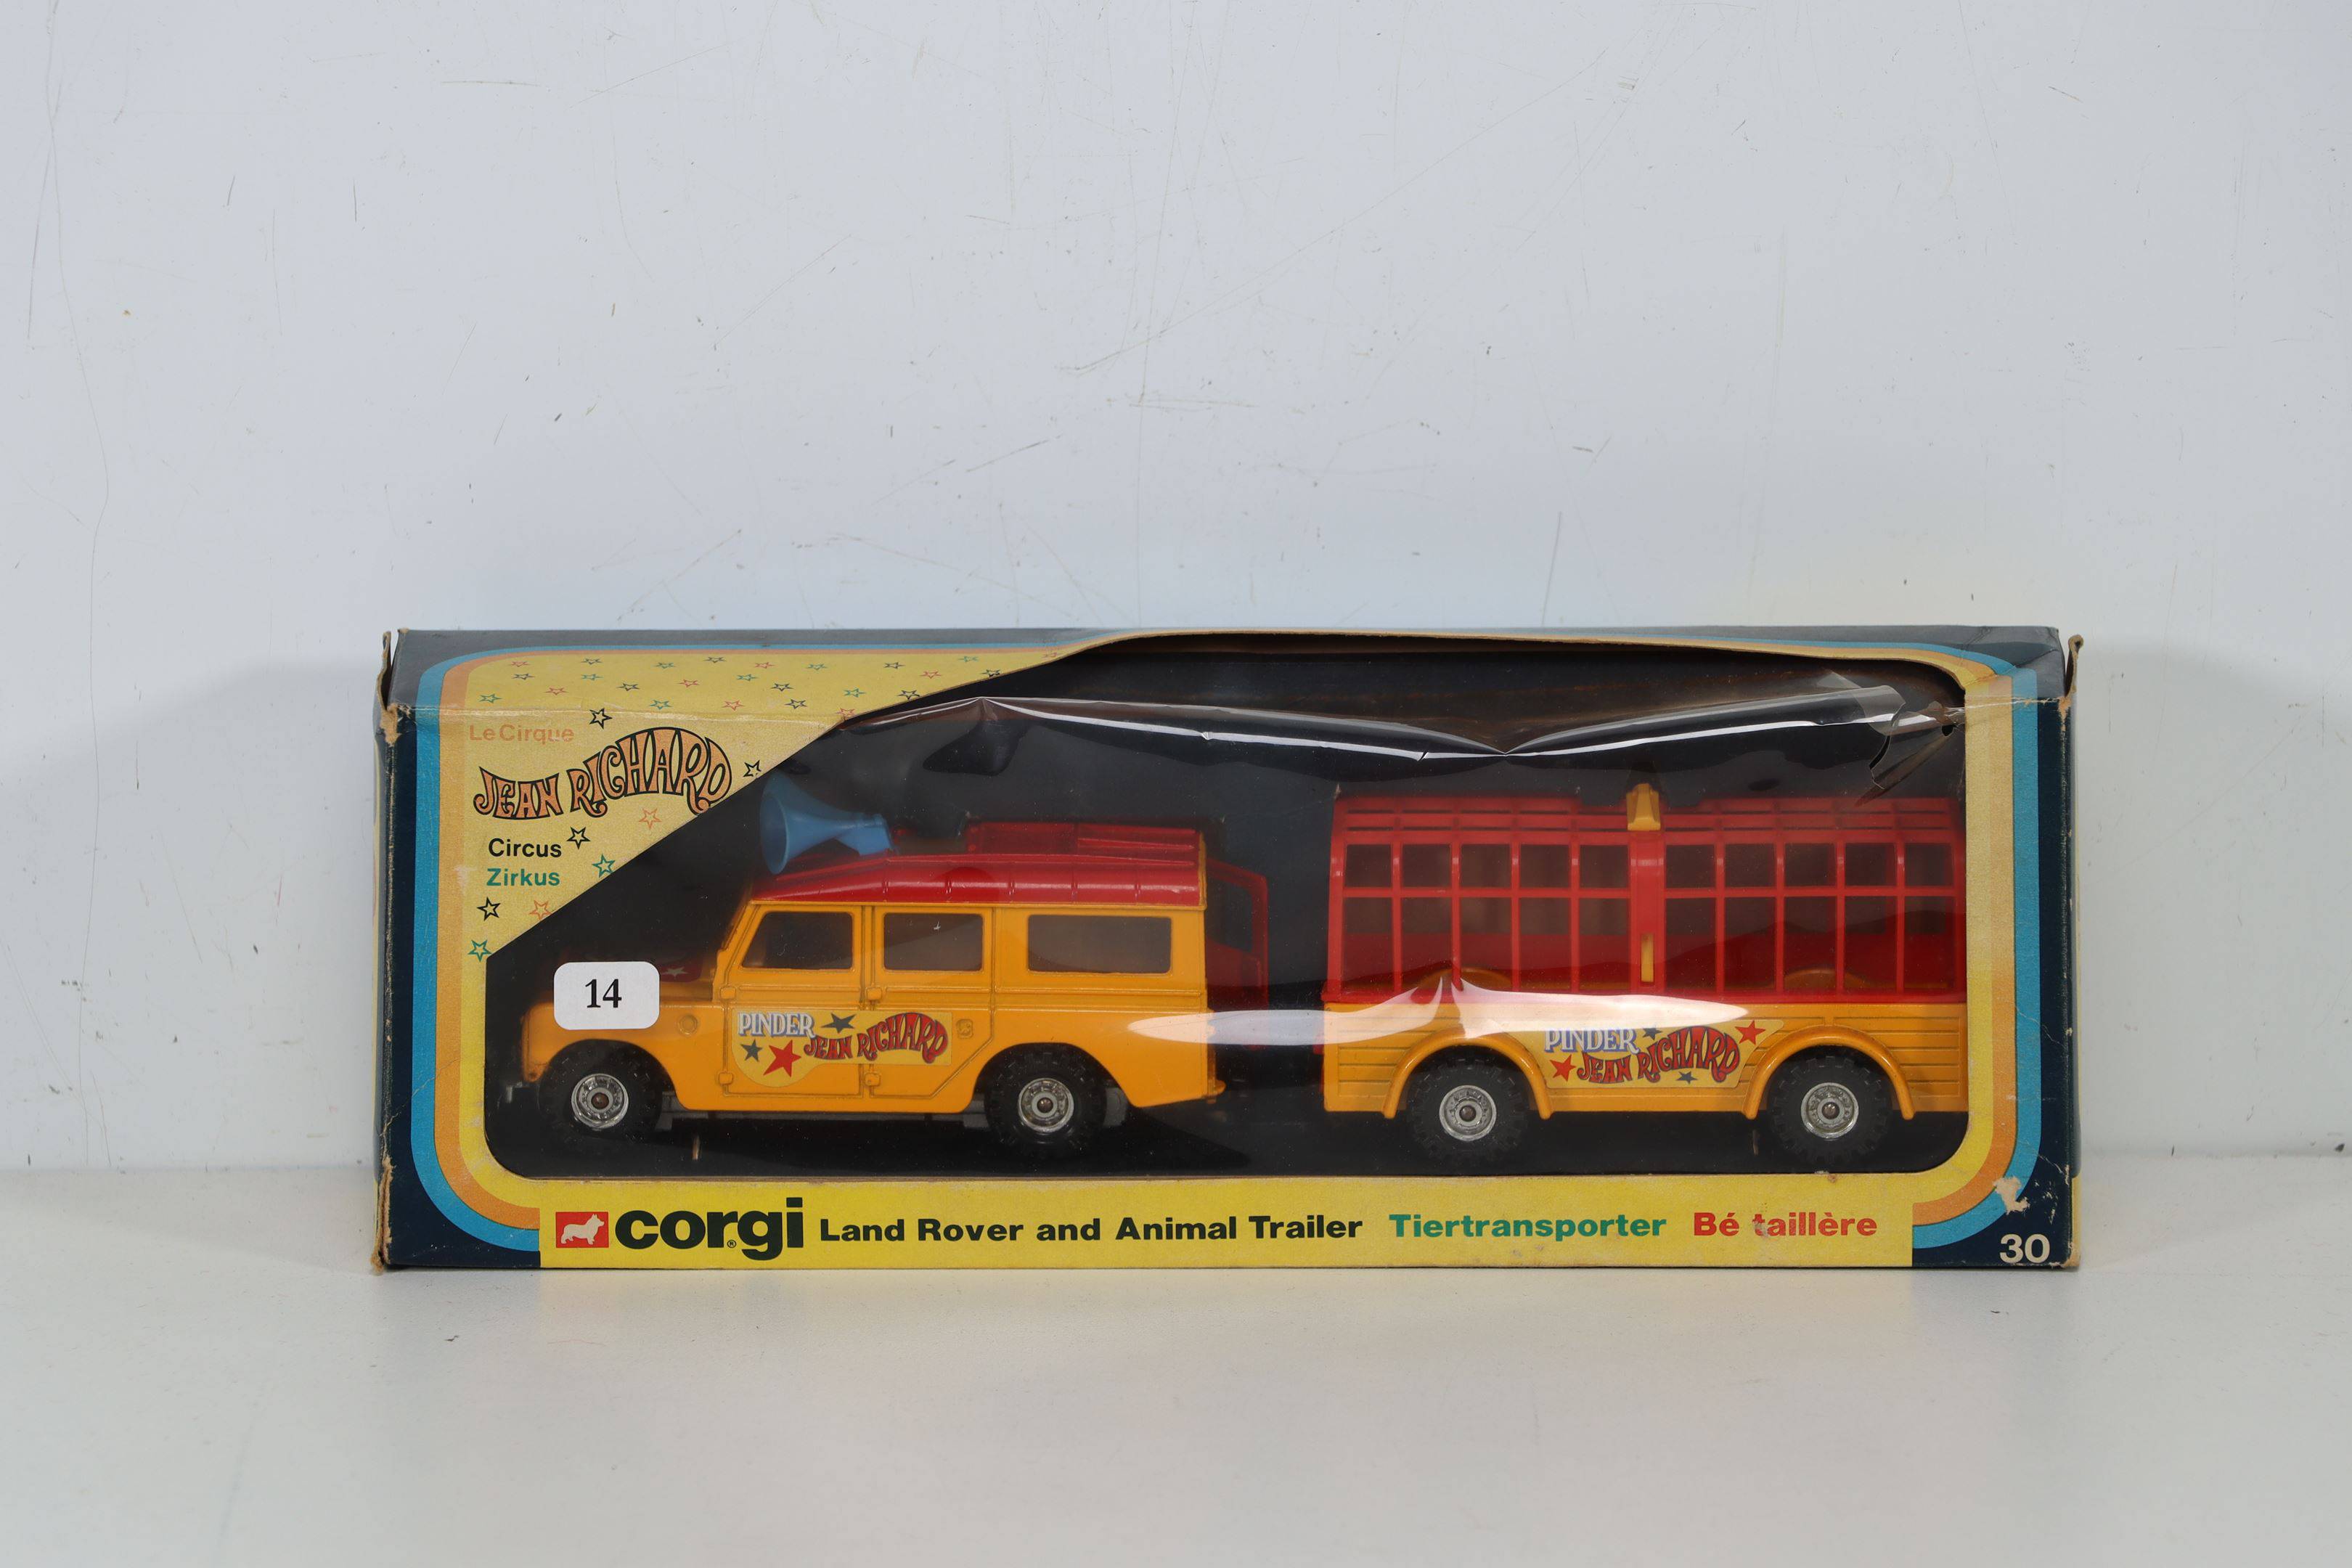 Le Cirque
JEAN RICHARD
Circus
Zirkus
14
PINDER
JEAN RICHARD
PINDER
JEAN RICHARD
corgi® Land Rover and Animal Trailer Tiertransporter Bé taillère
30